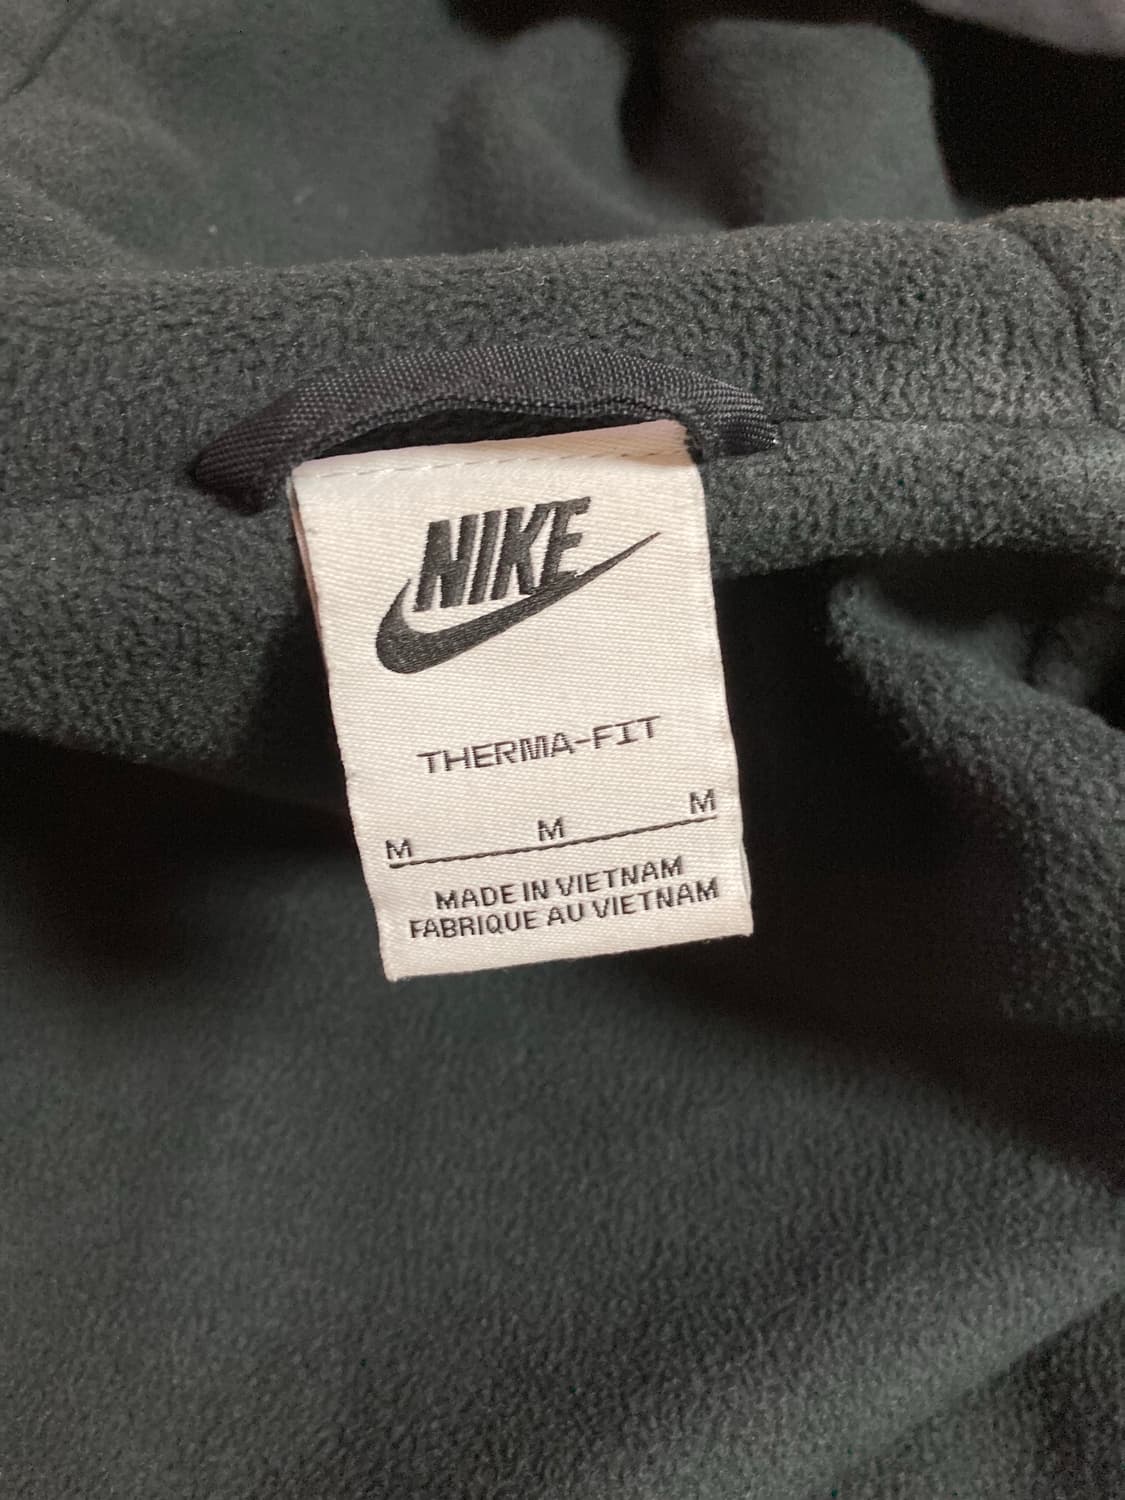 NIKE
THERMA-FIT
M M M
MADE IN VIETNAM
FABRIQUE AU VIETNAM